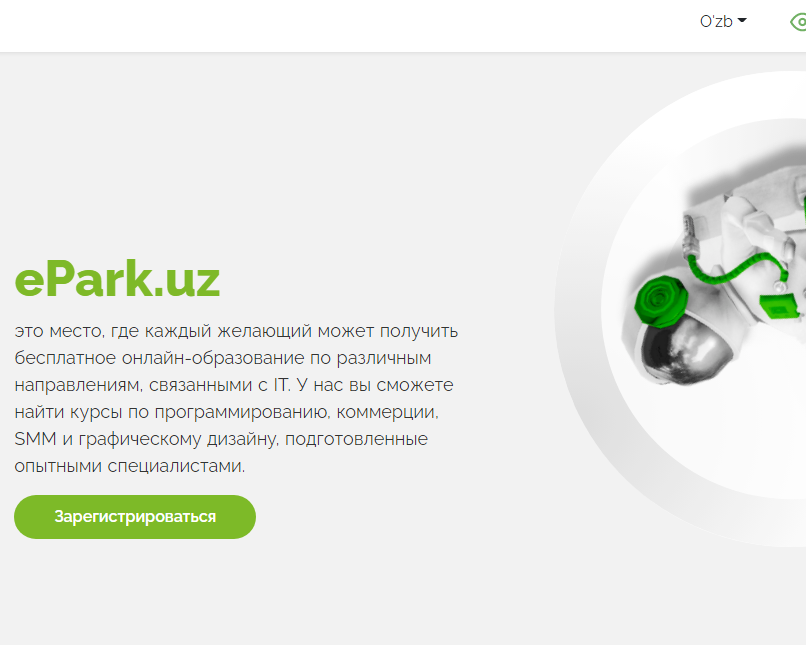 O'zb
ePark.uz
это место, где каждый желающий может получить
бесплатное онлайн-образование по различным
направлениям, связанными с IT. У нас вы сможете
найти курсы по программированию, коммерции,
SMM и графическому дизайну, подготовленные
опытными специалистами.
Зарегистрироваться